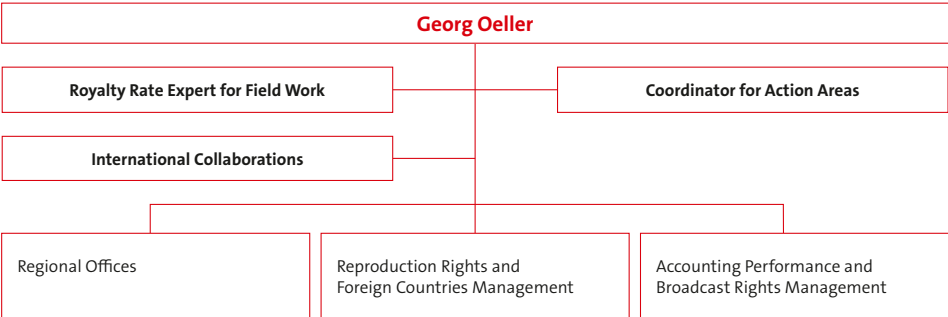 Georg Oeller
Royalty Rate Expert for Field Work
Coordinator for Action Areas
International Collaborations
Regional Offices
Reproduction Rights and
Foreign Countries Management
Accounting Performance and
Broadcast Rights Management